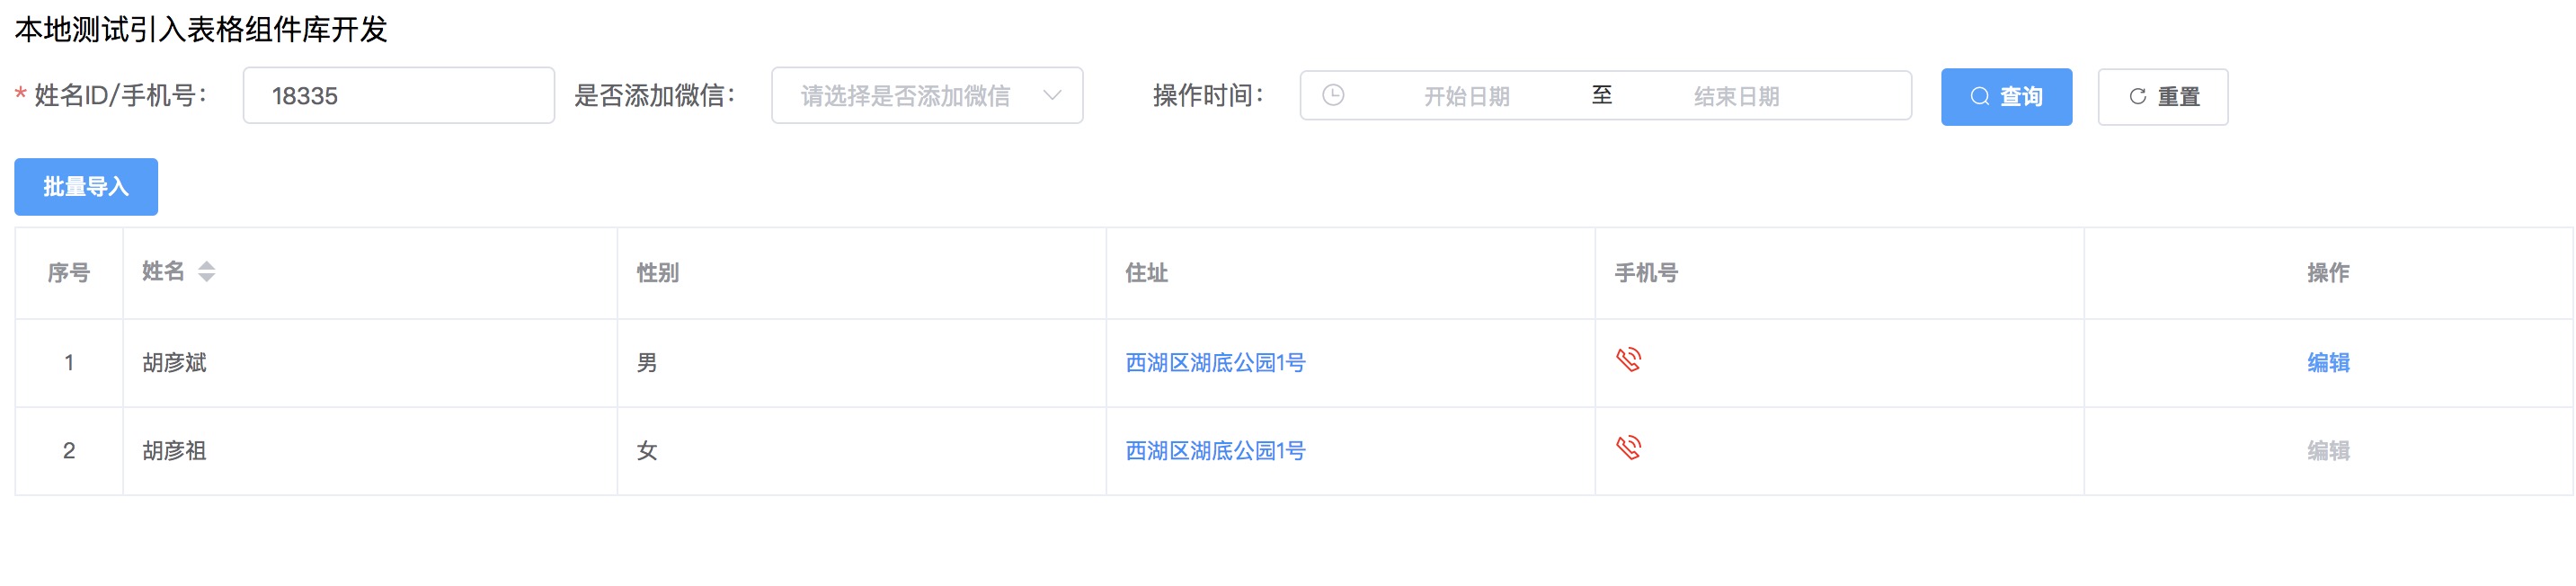 本地测试引入表格组件库开发
* 姓名ID/手机号： 18335 是否添加微信： 请选择是否添加微信 操作时间： 开始日期 至 结束日期 查询 重置
批量导入
序号 姓名 性别 住址 手机号 操作
1 胡彦斌 男 西湖区湖底公园1号 编辑
2 胡彦祖 女 西湖区湖底公园1号 编辑